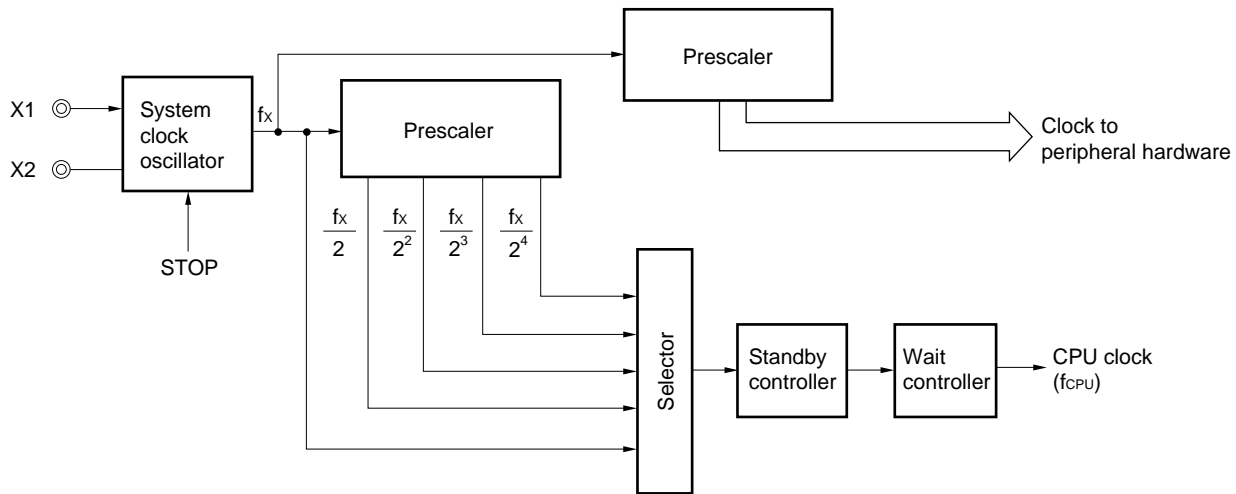 Prescaler
X1
X2
System
clock
oscillator
fX
Prescaler
Clock to
peripheral hardware
STOP
fX
2
fX
2²
fX
2³
fX
2⁴
Selector
Standby
controller
Wait
controller
CPU clock
(fCPU)